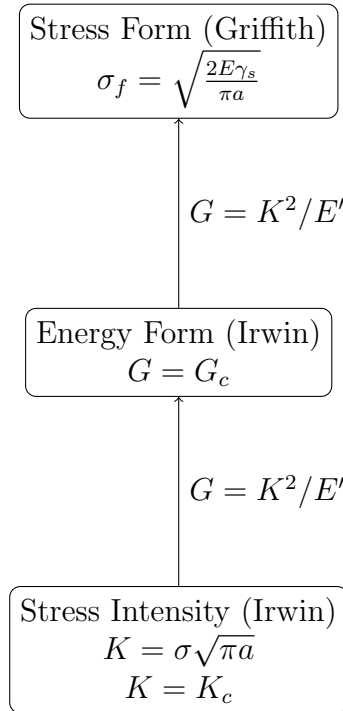 Stress Form (Griffith)
σ_f = √(2Eγ_s / πa)
G = K²/E′
Energy Form (Irwin)
G = G_c
G = K²/E′
Stress Intensity (Irwin)
K = σ√(πa)
K = K_c